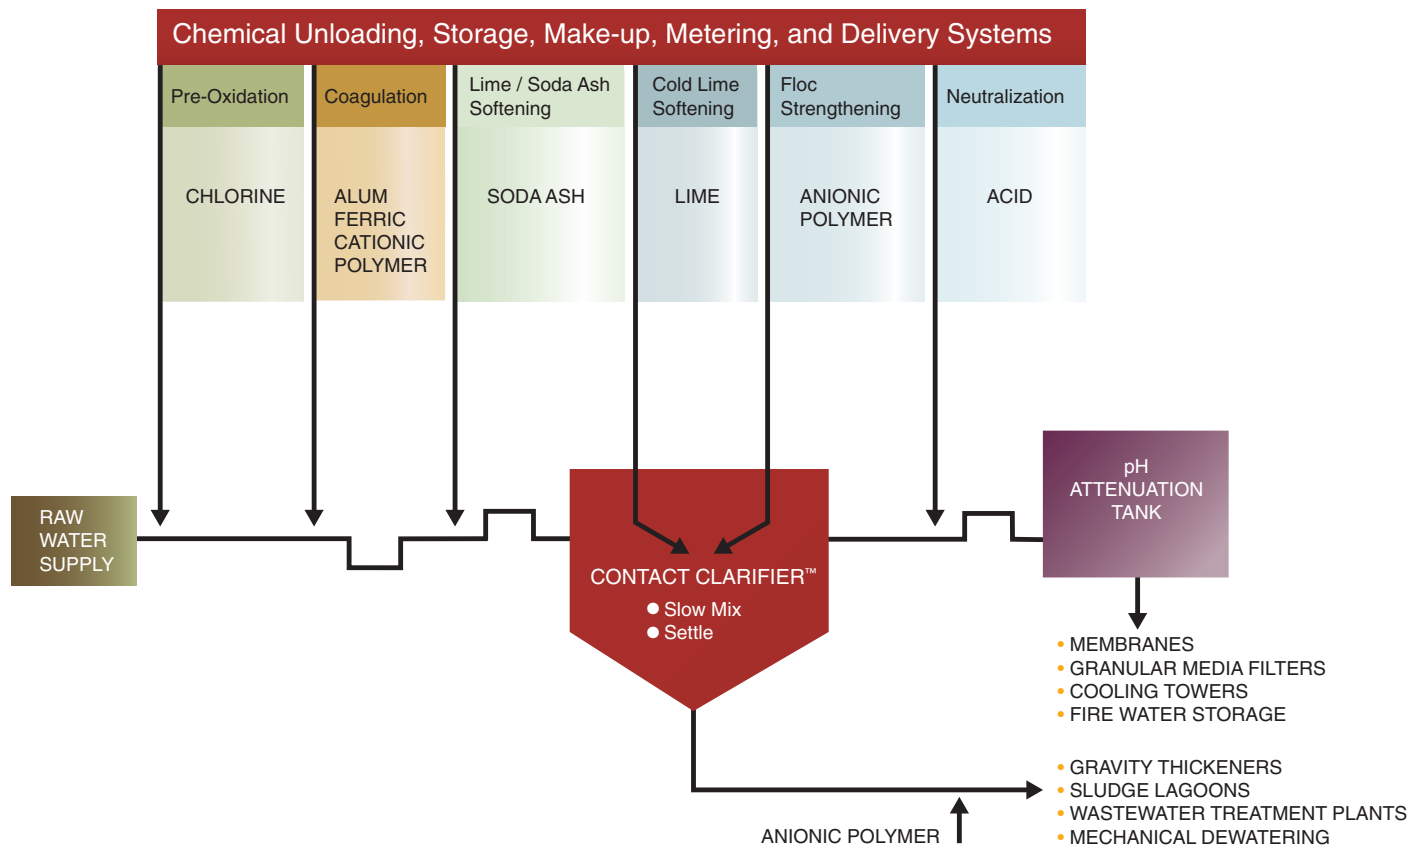 Chemical Unloading, Storage, Make-up, Metering, and Delivery Systems
Pre-Oxidation
Coagulation
Lime / Soda Ash
Softening
Cold Lime
Softening
Floc
Strengthening
Neutralization
CHLORINE
ALUM
FERRIC
CATIONIC
POLYMER
SODA ASH
LIME
ANIONIC
POLYMER
ACID
RAW
WATER
SUPPLY
CONTACT CLARIFIER™
● Slow Mix
● Settle
pH
ATTENUATION
TANK
• MEMBRANES
• GRANULAR MEDIA FILTERS
• COOLING TOWERS
• FIRE WATER STORAGE
• GRAVITY THICKENERS
• SLUDGE LAGOONS
• WASTEWATER TREATMENT PLANTS
• MECHANICAL DEWATERING
ANIONIC POLYMER